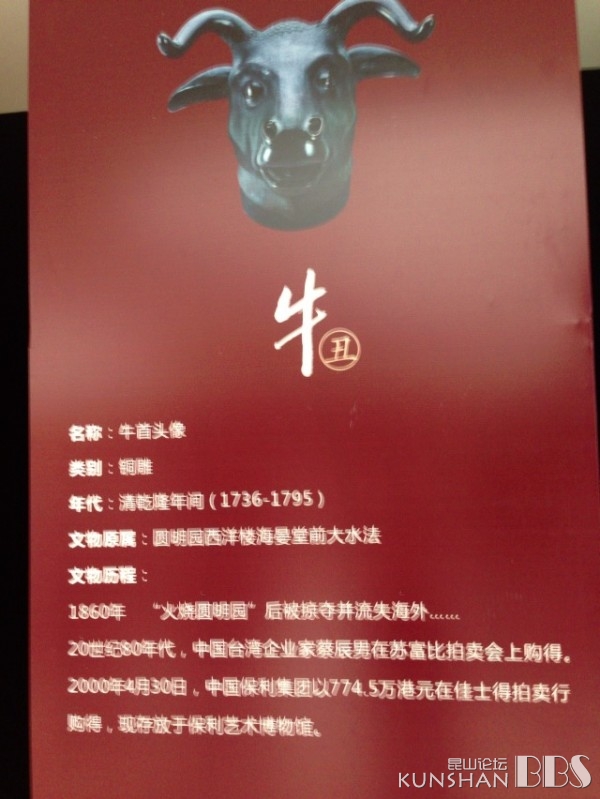 牛
丑
名称：牛首头像
类别：铜雕
年代：清乾隆年间（1736-1795）
文物原属：圆明园西洋楼海晏堂前大水法
文物历程：
1860年 “火烧圆明园”后被掠夺并流失海外……
20世纪80年代，中国台湾企业家蔡辰男在苏富比拍卖会上购得。
2000年4月30日，中国保利集团以774.5万港元在佳士得拍卖行
购得，现存放于保利艺术博物馆。
昆山论坛
KUNSHAN BBS